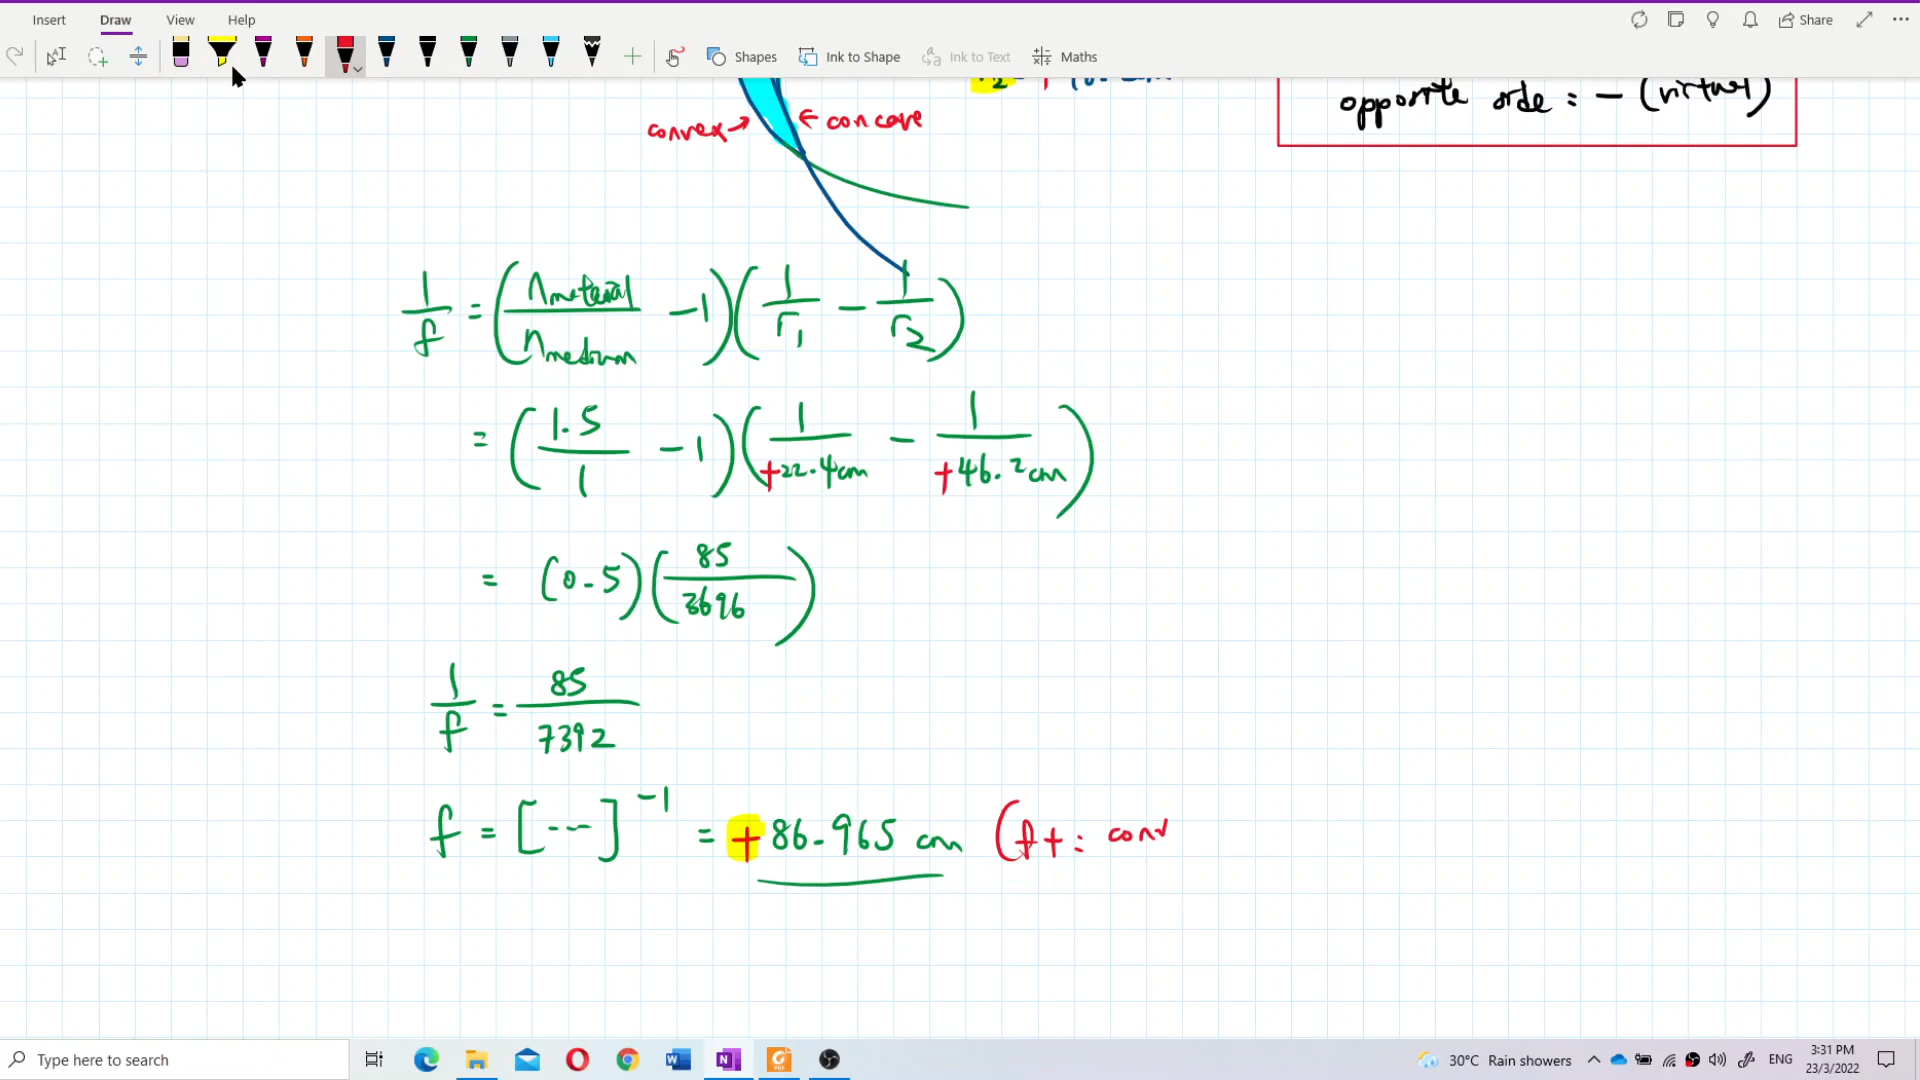 Insert Draw View Help
Share
Shapes Ink to Shape Ink to Text Maths
opposite side : - (virtual)
convex → ← concave
1/f = (nmaterial/nmedium - 1)(1/r1 - 1/r2)
= (1.5/1 - 1)(1/+22.4cm - 1/+46.2cm)
= (0.5)(85/3696)
1/f = 85/7392
f = [---]^-1 = +86.965 cm (f+: conv
Type here to search
30°C Rain showers
ENG
3:31 PM
23/3/2022